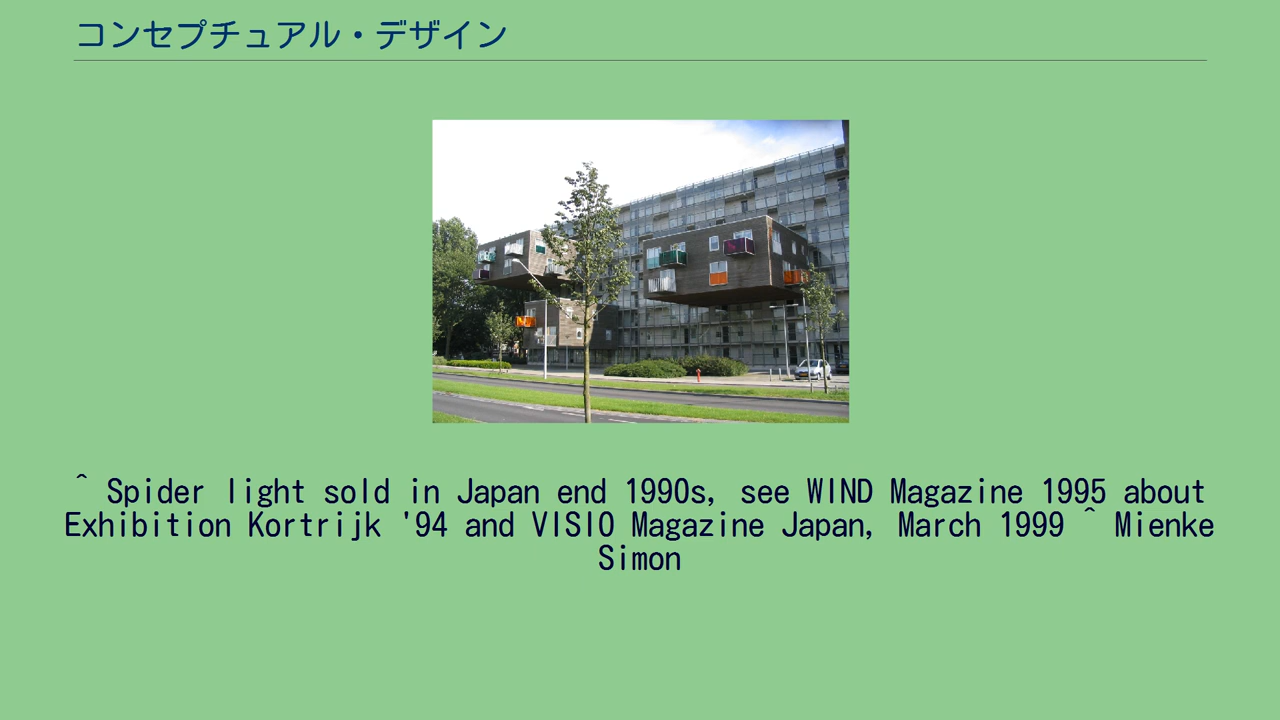 コンセプチュアル・デザイン
^ Spider light sold in Japan end 1990s, see WIND Magazine 1995 about
Exhibition Kortrijk '94 and VISIO Magazine Japan, March 1999 ^ Mienke
Simon